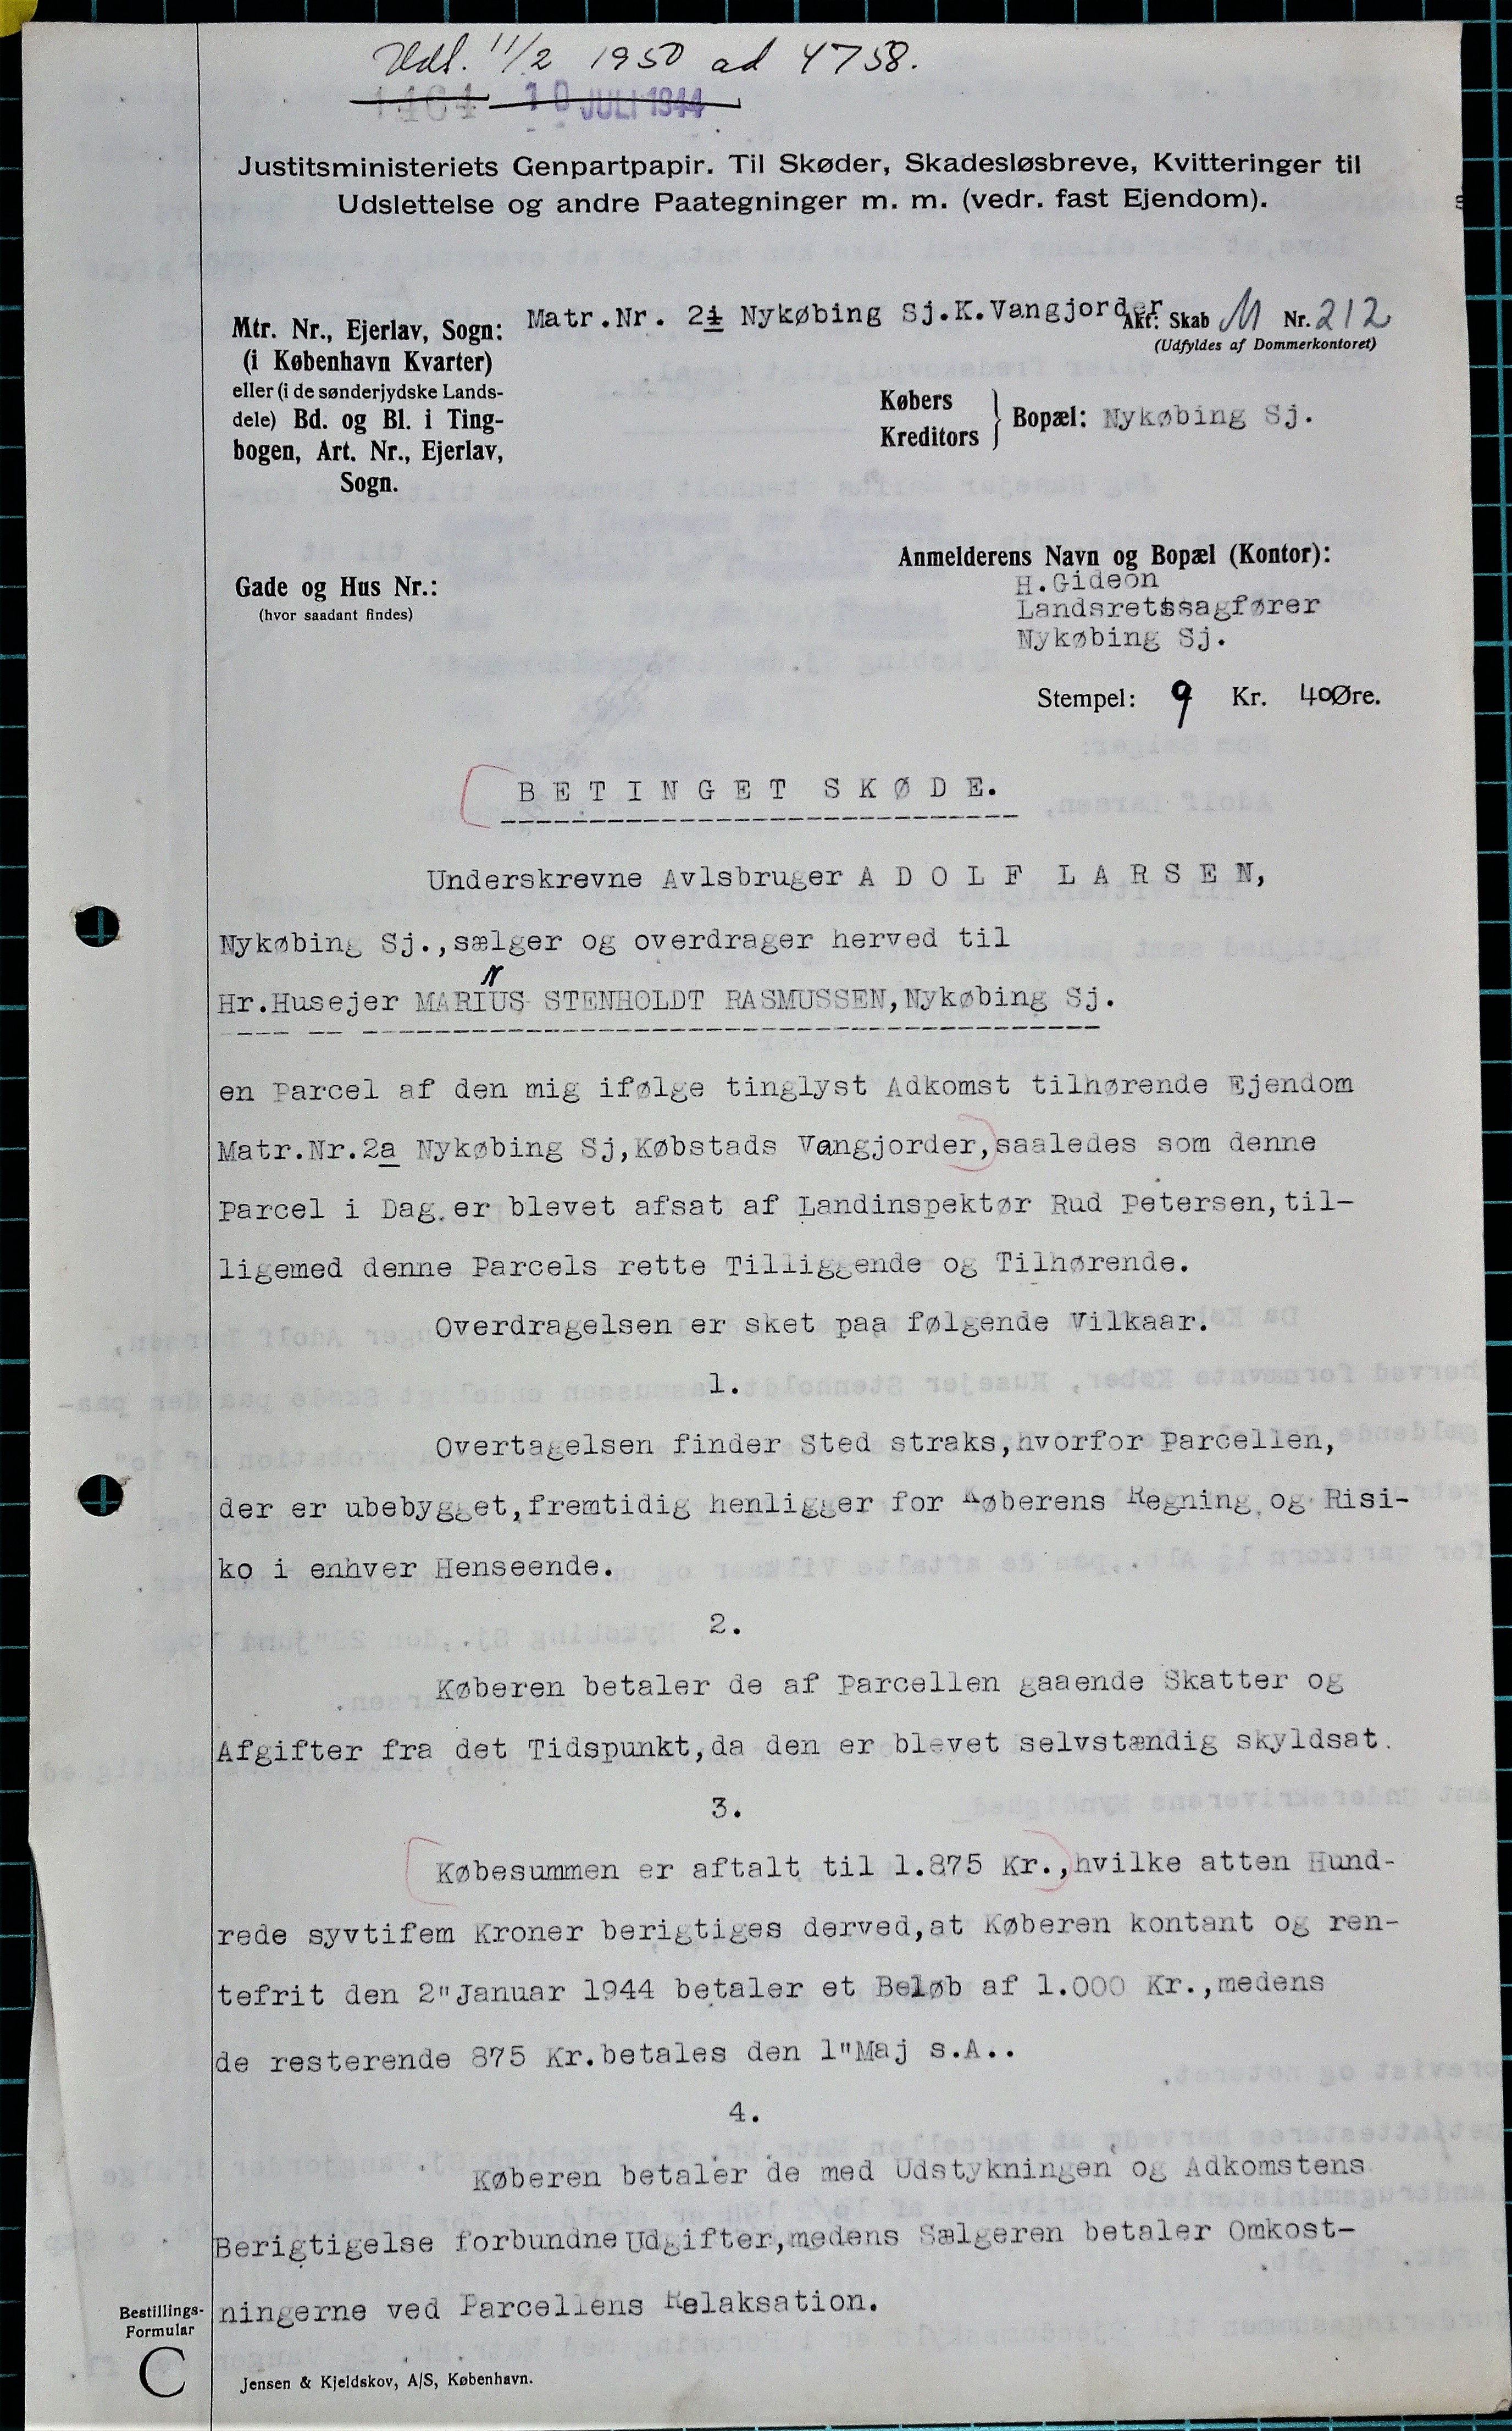 Udl. 11/2 1950 ad 4758.
1464 10 JULI 1944
Justitsministeriets Genpartpapir. Til Skøder, Skadesløsbreve, Kvitteringer til
Udslettelse og andre Paategninger m. m. (vedr. fast Ejendom).
Mtr. Nr., Ejerlav, Sogn:
(i København Kvarter)
eller (i de sønderjydske Lands-
dele) Bd. og Bl. i Ting-
bogen, Art. Nr., Ejerlav,
Sogn.
Matr.Nr. 2i Nykøbing Sj.K.Vangjorder
Akt: Skab M Nr. 212
(Udfyldes af Dommerkontoret)
Købers
Kreditors
} Bopæl: Nykøbing Sj.
Gade og Hus Nr.:
(hvor saadant findes)
Anmelderens Navn og Bopæl (Kontor):
H.Gideon
Landsretssagfører
Nykøbing Sj.
Stempel: 9 Kr. 40 Øre.
BETINGET SKØDE.
Underskrevne Avlsbruger ADOLF LARSEN,
Nykøbing Sj.,sælger og overdrager herved til
Hr.Husejer MARINUS STENHOLDT RASMUSSEN,Nykøbing Sj.
en Parcel af den mig ifølge tinglyst Adkomst tilhørende Ejendom
Matr.Nr.2a Nykøbing Sj,Købstads Vangjorder,saaledes som denne
Parcel i Dag er blevet afsat af Landinspektør Rud Petersen,til-
ligemed denne Parcels rette Tilliggende og Tilhørende.
Overdragelsen er sket paa følgende Vilkaar.
1.
Overtagelsen finder Sted straks,hvorfor Parcellen,
der er ubebygget,fremtidig henligger for Køberens Regning og Risi-
ko i enhver Henseende.
2.
Køberen betaler de af Parcellen gaaende Skatter og
Afgifter fra det Tidspunkt,da den er blevet selvstændig skyldsat.
3.
Købesummen er aftalt til 1.875 Kr.,hvilke atten Hund-
rede syvtifem Kroner berigtiges derved,at Køberen kontant og ren-
tefrit den 2"Januar 1944 betaler et Beløb af 1.000 Kr.,medens
de resterende 875 Kr.betales den 1"Maj s.A..
4.
Køberen betaler de med Udstykningen og Adkomstens
Berigtigelse forbundne Udgifter,medens Sælgeren betaler Omkost-
ningerne ved Parcellens Relaksation.
Bestillings-
Formular
C
Jensen & Kjeldskov, A/S, København.